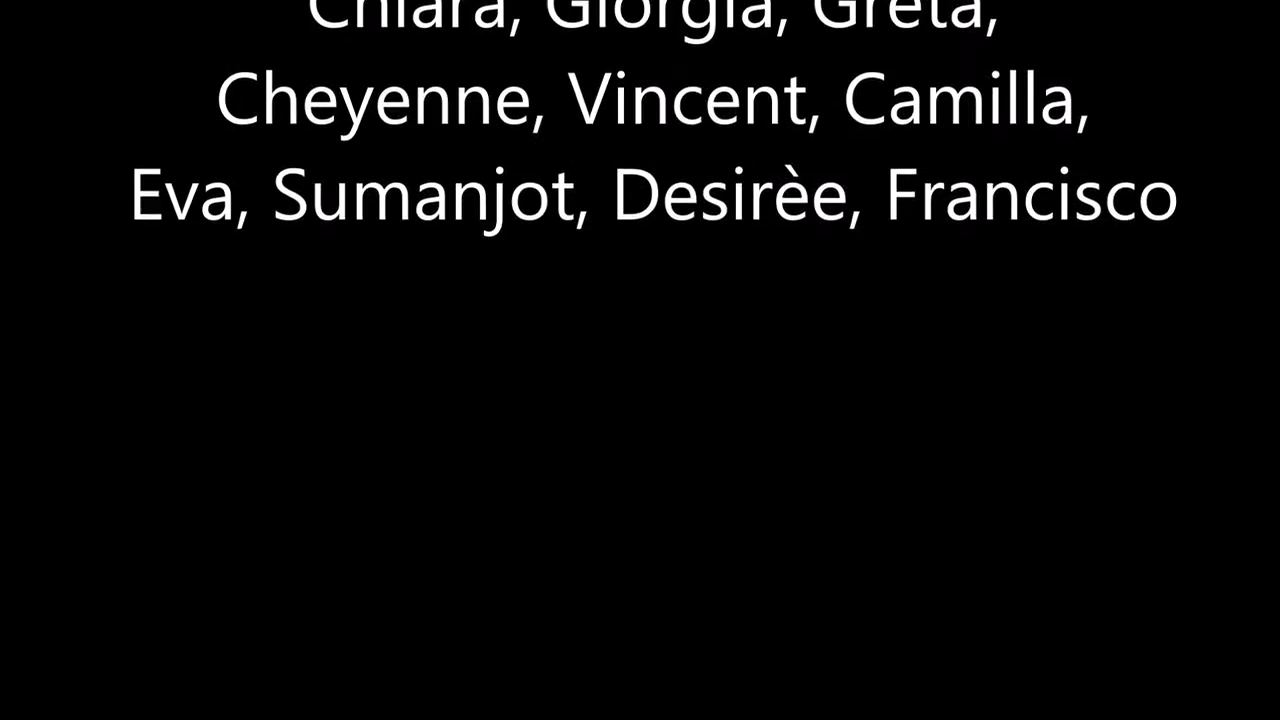 Chiara, Giorgia, Greta,
Cheyenne, Vincent, Camilla,
Eva, Sumanjot, Desirèe, Francisco